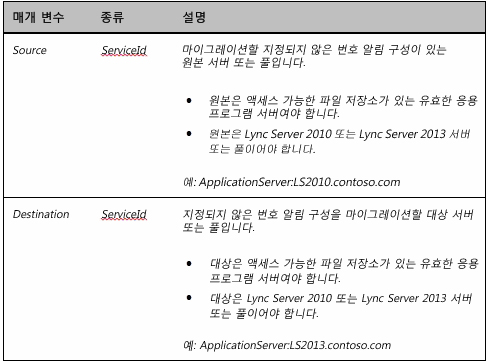 매개 변수 종류 설명
Source ServiceId 마이그레이션할 지정되지 않은 번호 알림 구성이 있는
원본 서버 또는 풀입니다.
• 원본은 액세스 가능한 파일 저장소가 있는 유효한 응용
프로그램 서버여야 합니다.
• 원본은 Lync Server 2010 또는 Lync Server 2013 서버
또는 풀이어야 합니다.
예: ApplicationServer:LS2010.contoso.com
Destination ServiceId 지정되지 않은 번호 알림 구성을 마이그레이션할 대상 서버
또는 풀입니다.
• 대상은 액세스 가능한 파일 저장소가 있는 유효한 응용
프로그램 서버여야 합니다.
• 대상은 Lync Server 2010 또는 Lync Server 2013 서버
또는 풀이어야 합니다.
예: ApplicationServer:LS2013.contoso.com